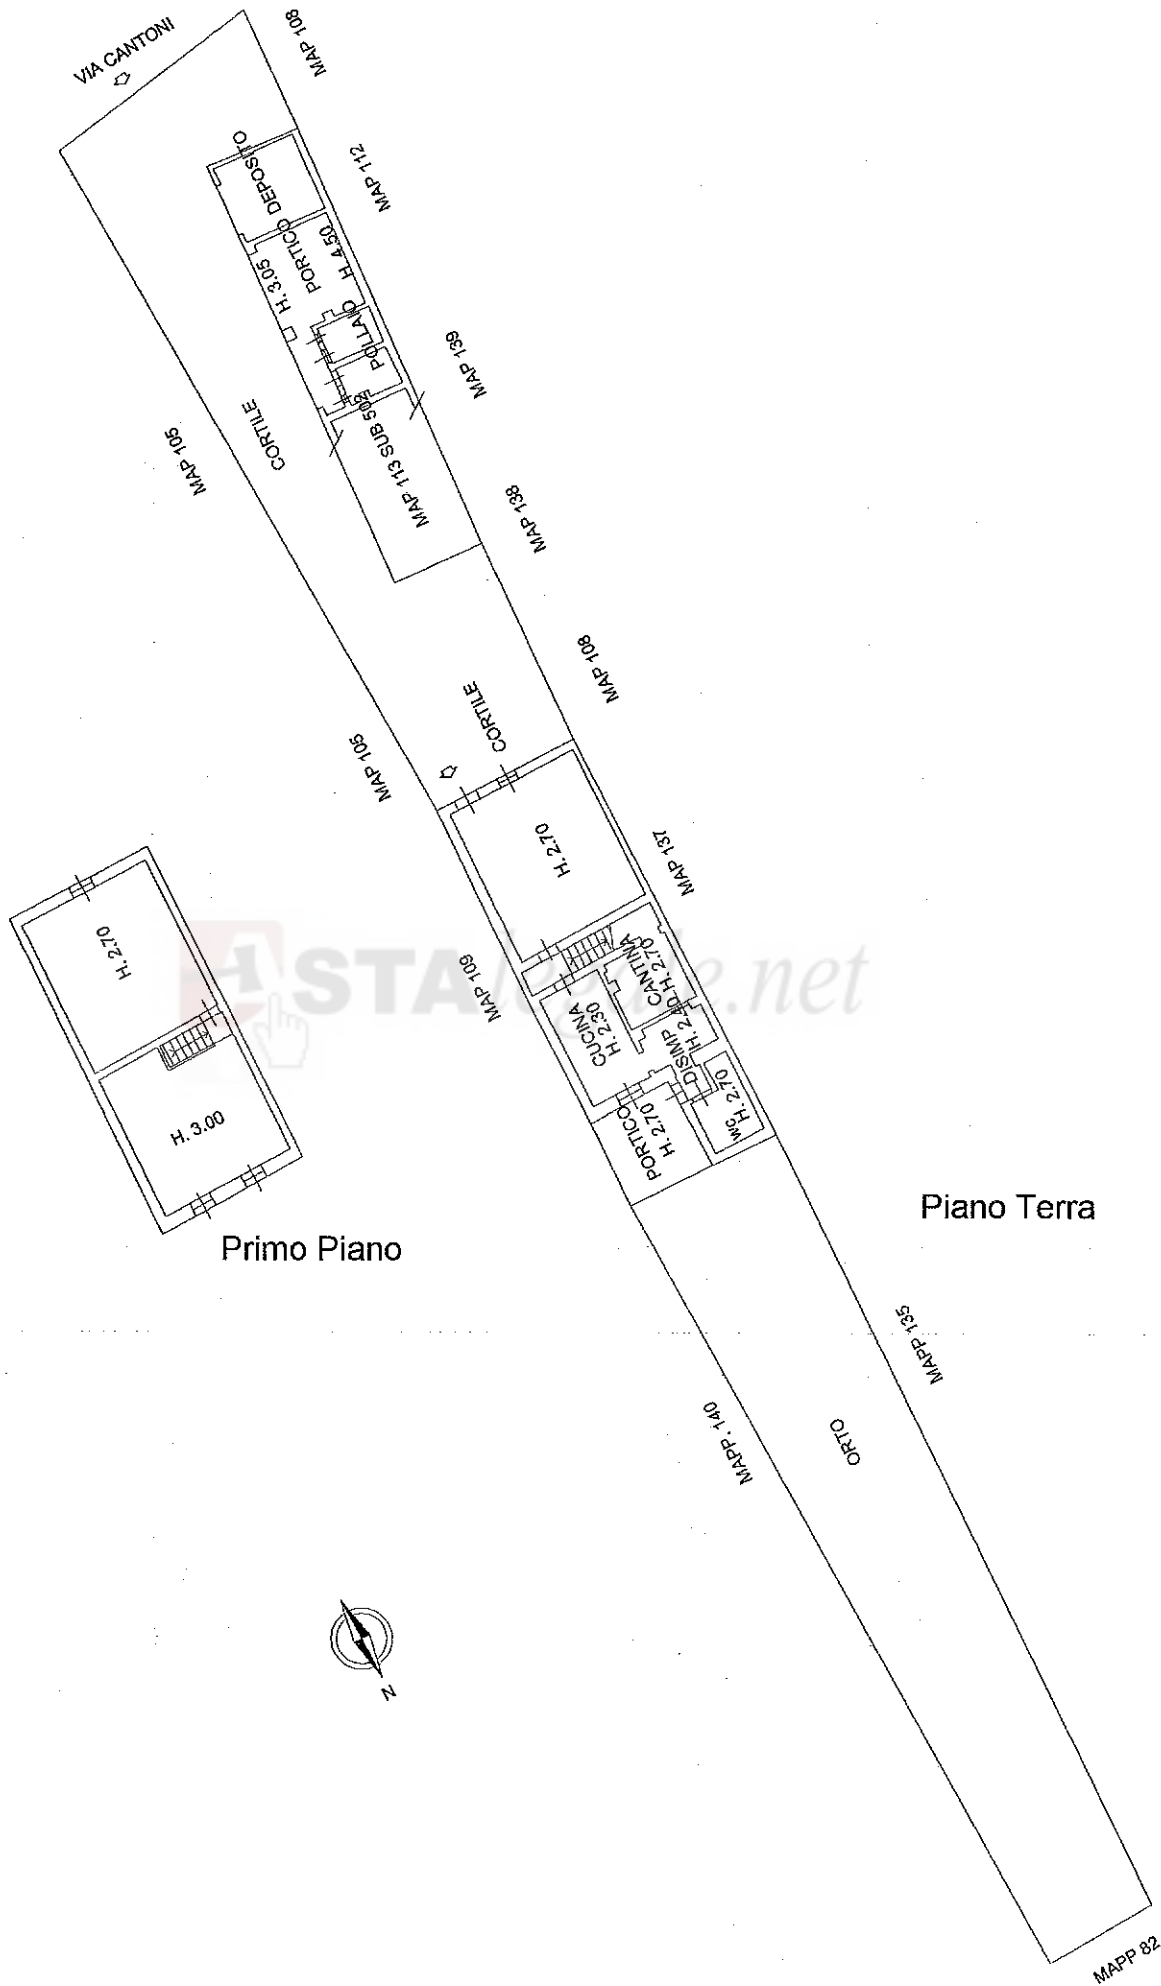 VIA CANTONI
MAP 108
MAP 112
DEPOSITO
PORTICO
H. 4.50
H. 3.05
POLLAIO
MAP 139
MAP 113 SUB 502
CORTILE
MAP 105
MAP 138
MAP 108
CORTILE
MAP 105
H. 2.70
MAP 137
H. 2.70
ASTAlegale.net
MAP 109
CANTINA
H. 2.70
CUCINA
H. 2.30
DISIMP
H. 2.40
WC
H. 2.70
PORTICO
H. 2.70
H. 3.00
Piano Terra
Primo Piano
MAPP 135
MAPP. 140
ORTO
N
MAPP 82